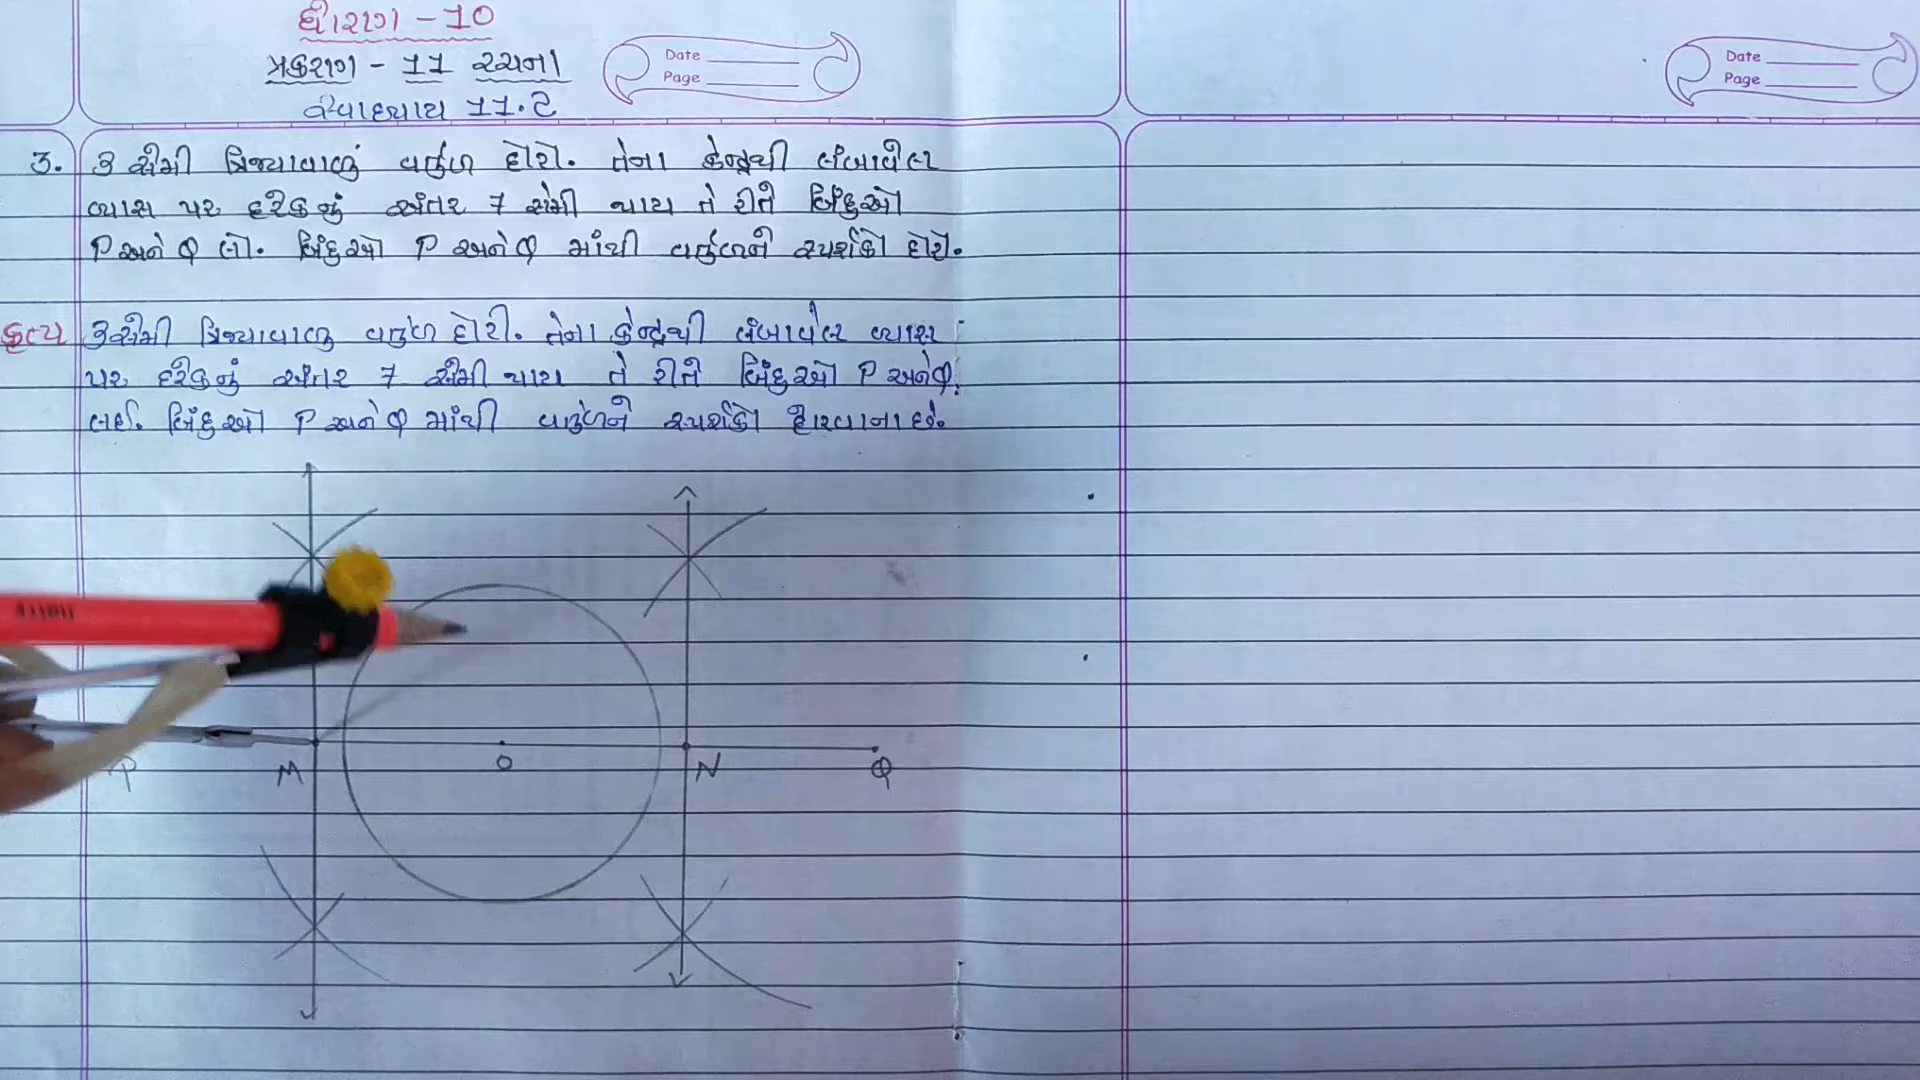 ધોરણ - 10
પ્રકરણ - 11 રચના
સ્વાધ્યાય 11.2
Date
Page
Date
Page
3. 3 સેમી ત્રિજ્યાવાળું વર્તુળ દોરો. તેના કેન્દ્રથી લંબાવેલ
વ્યાસ પર દરેકનું અંતર 7 સેમી થાય તે રીતે બિંદુઓ
P અને Q લો. બિંદુઓ P અને Q માંથી વર્તુળને સ્પર્શકો દોરો.
કૃત્ય 3સેમી ત્રિજ્યાવાળુ વર્તુળ દોરી. તેના કેન્દ્રથી લંબાવેલ વ્યાસ
પર દરેકનું અંતર 7 સેમી થાય તે રીતે બિંદુઓ P અને Q
લઈ. બિંદુઓ P અને Q માંથી વર્તુળને સ્પર્શકો દોરવાના છે.
P M O N Q